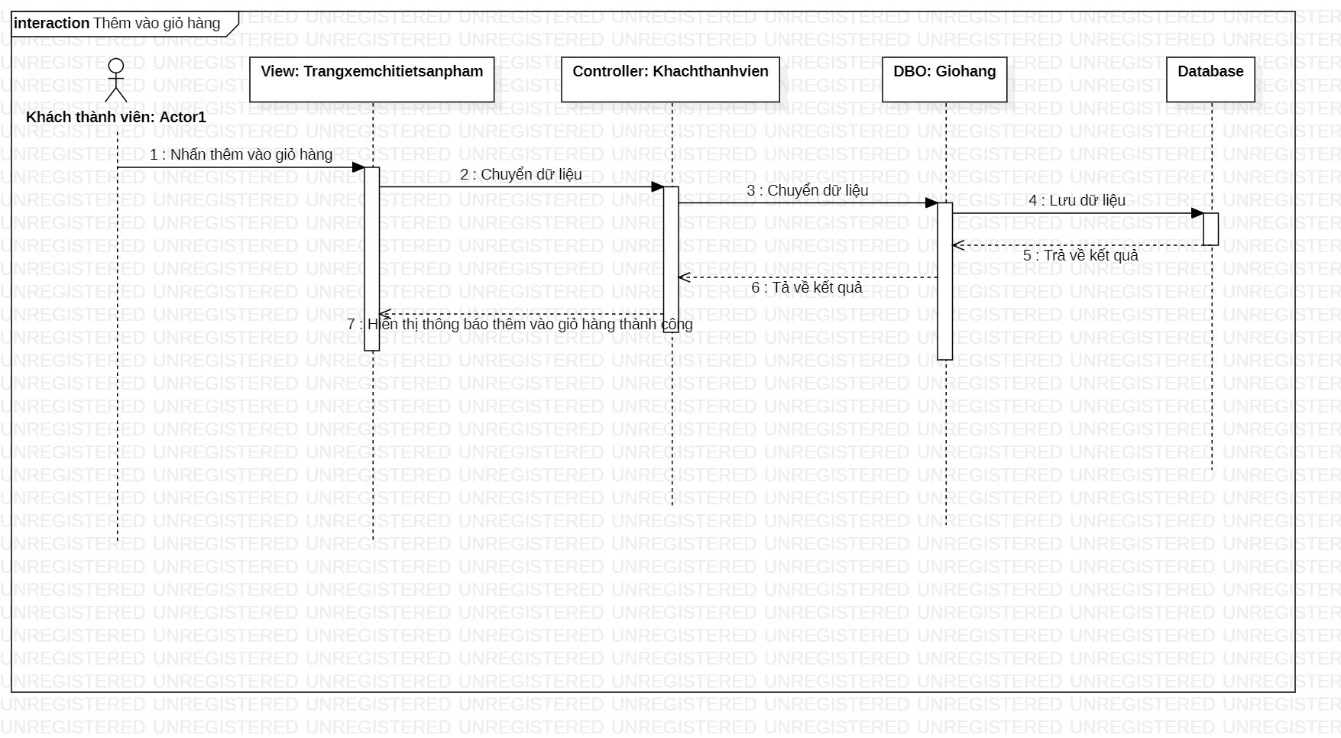 interaction Thêm vào giỏ hàng
Khách thành viên: Actor1
View: Trangxemchitietsanpham
Controller: Khachthanhvien
DBO: Giohang
Database
1 : Nhấn thêm vào giỏ hàng
2 : Chuyển dữ liệu
3 : Chuyển dữ liệu
4 : Lưu dữ liệu
5 : Trả về kết quả
6 : Tả về kết quả
7 : Hiển thị thông báo thêm vào giỏ hàng thành công
UNREGISTERED